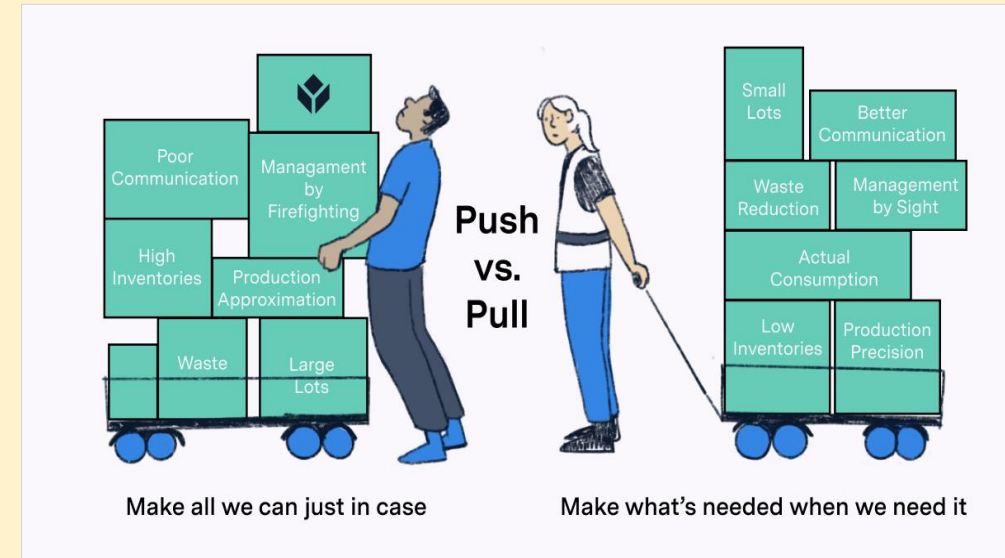 Poor
Communication
Managament
by
Firefighting
High
Inventories
Production
Approximation
Waste
Large
Lots
Push
vs.
Pull
Small
Lots
Better
Communication
Waste
Reduction
Management
by Sight
Actual
Consumption
Low
Inventories
Production
Precision
Make all we can just in case
Make what’s needed when we need it